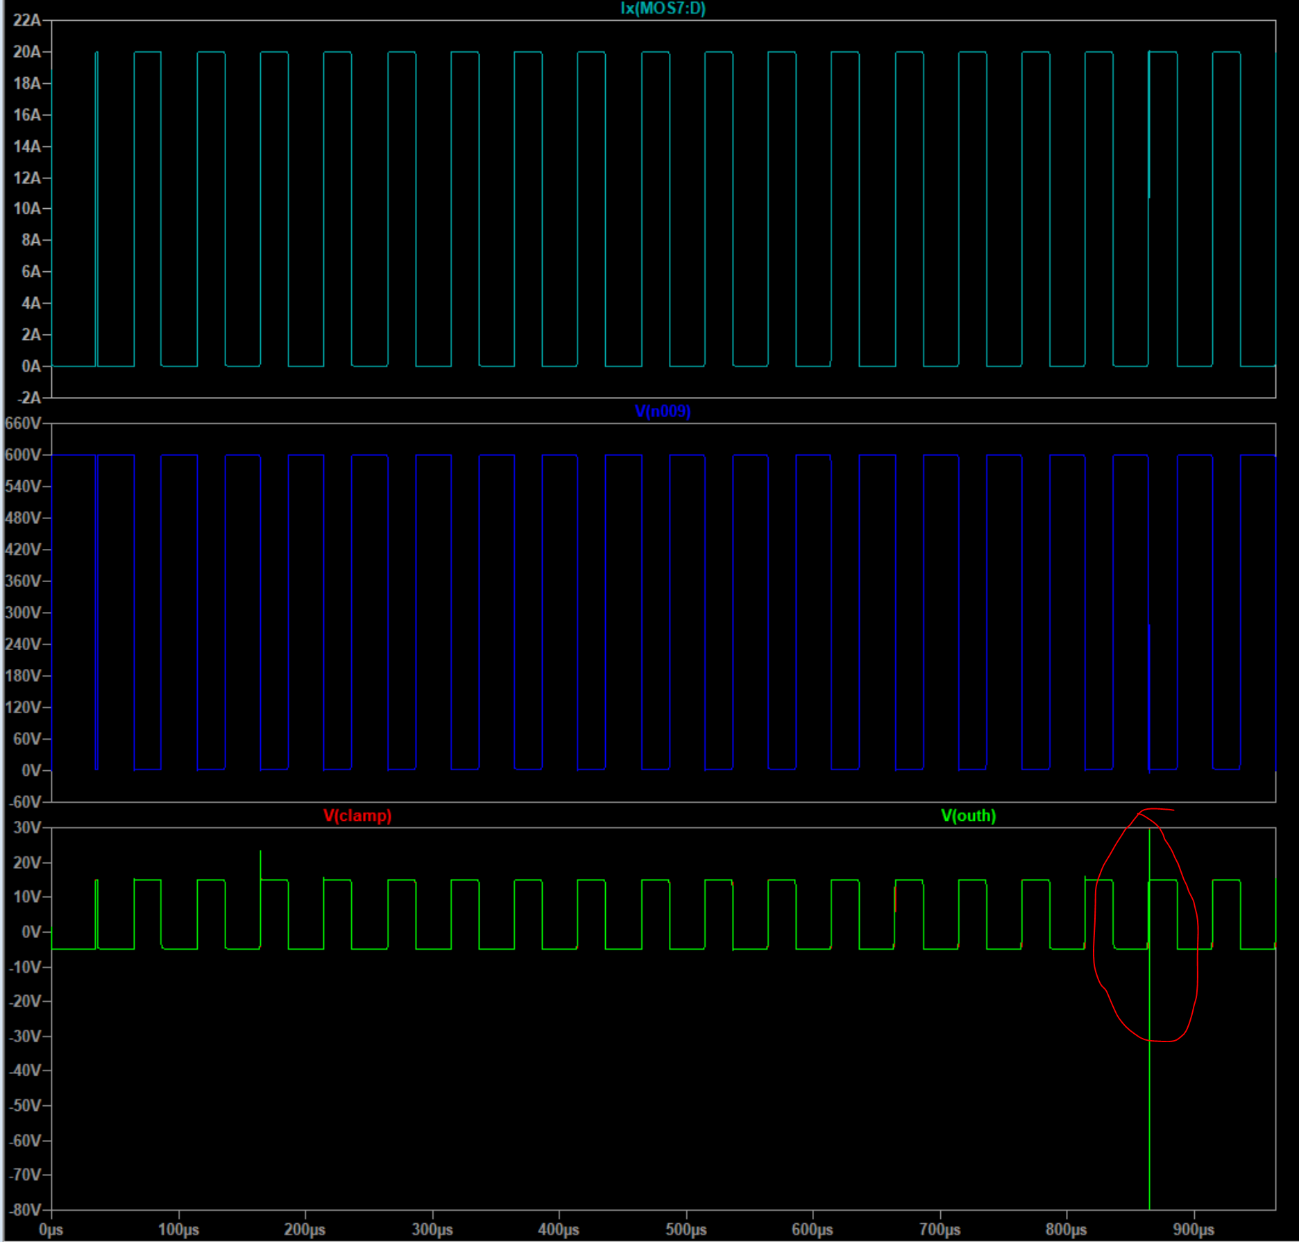 Ix(MOS7:D)
22A
20A
18A
16A
14A
12A
10A
8A
6A
4A
2A
0A
-2A
V(n009)
660V
600V
540V
480V
420V
360V
300V
240V
180V
120V
60V
0V
-60V
V(clamp) V(outh)
30V
20V
10V
0V
-10V
-20V
-30V
-40V
-50V
-60V
-70V
-80V
0µs 100µs 200µs 300µs 400µs 500µs 600µs 700µs 800µs 900µs